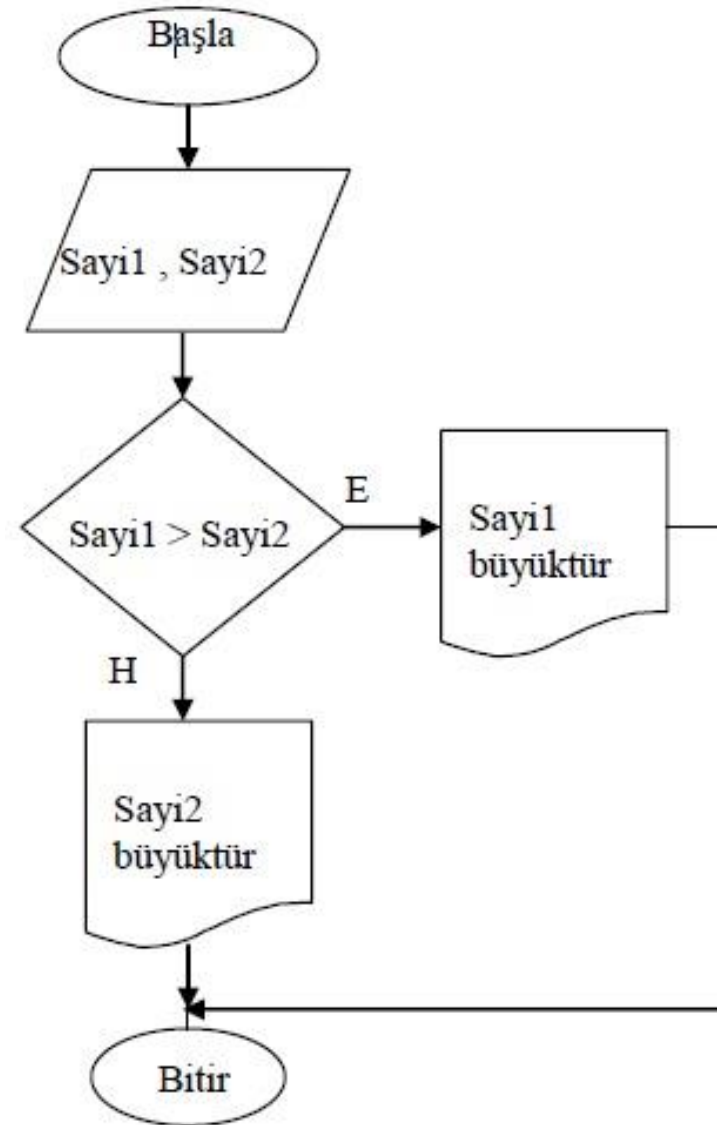 Başla
Sayi1 , Sayi2
Sayi1 > Sayi2
E
Sayi1
büyüktür
H
Sayi2
büyüktür
Bitir